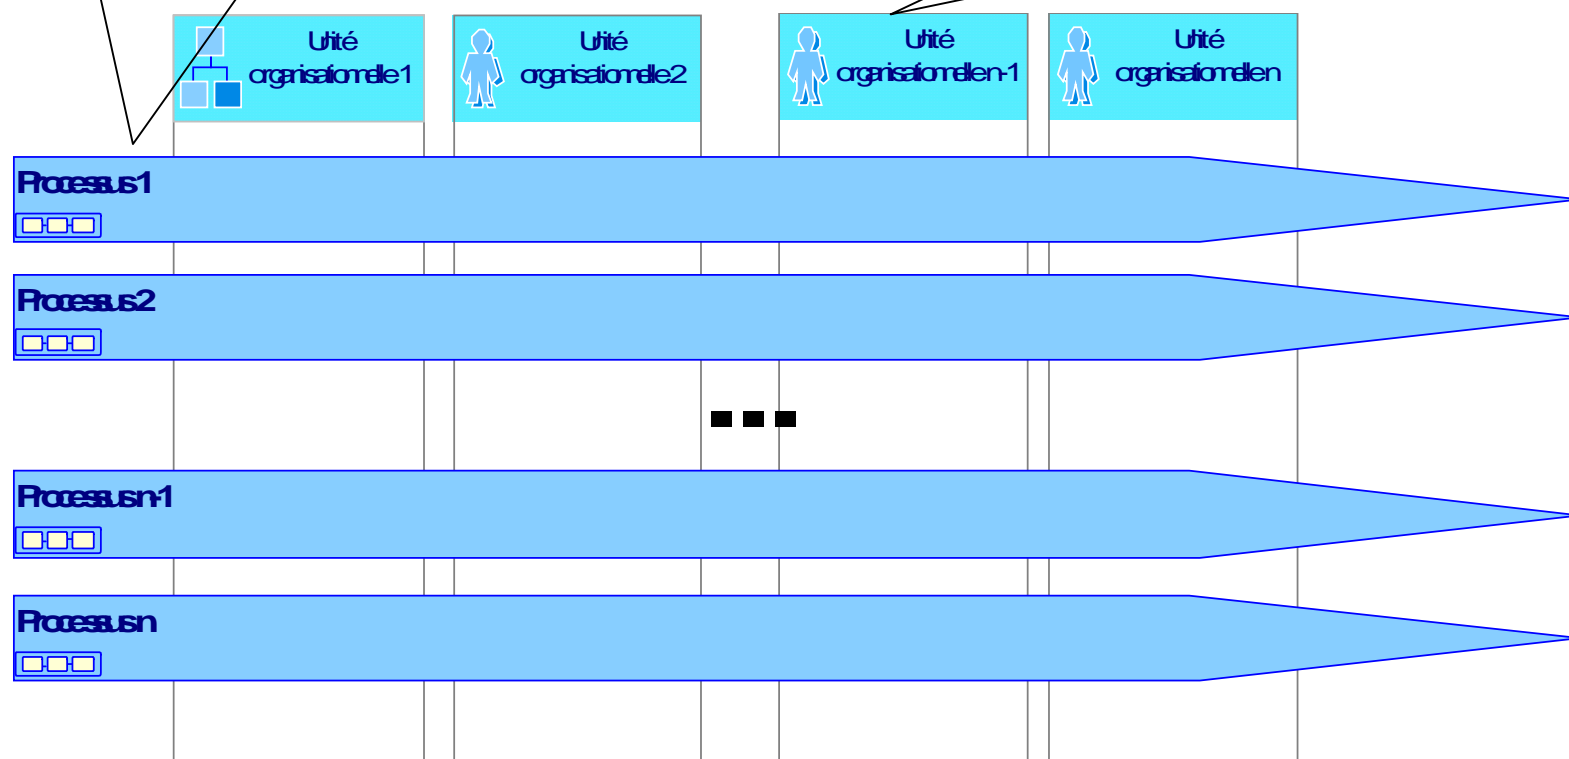 Unité
organisationnelle 1
Unité
organisationnelle 2
Unité
organisationnelle n-1
Unité
organisationnelle n
Processus 1
Processus 2
Processus n-1
Processus n